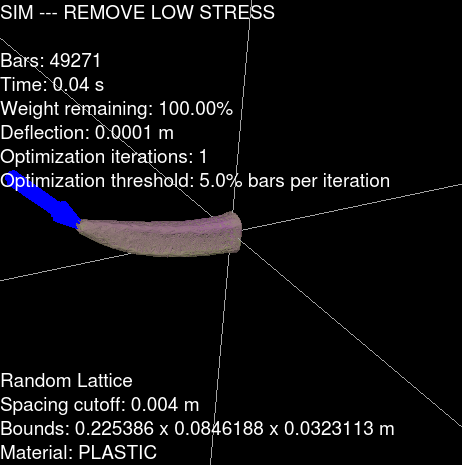 SIM --- REMOVE LOW STRESS
Bars: 49271
Time: 0.04 s
Weight remaining: 100.00%
Deflection: 0.0001 m
Optimization iterations: 1
Optimization threshold: 5.0% bars per iteration
Random Lattice
Spacing cutoff: 0.004 m
Bounds: 0.225386 x 0.0846188 x 0.0323113 m
Material: PLASTIC